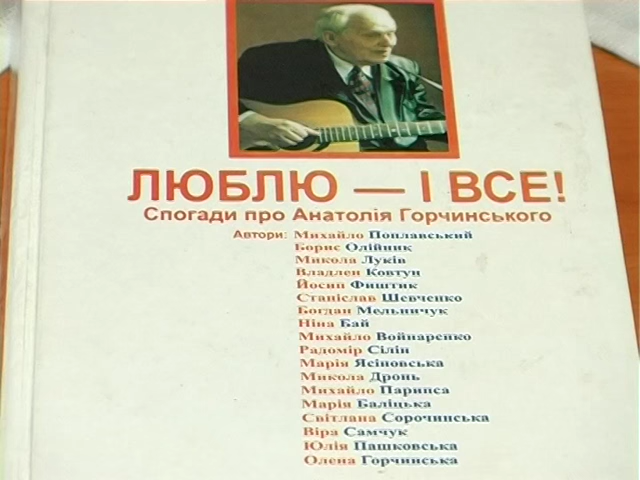 ЛЮБЛЮ — І ВСЕ!
Спогади про Анатолія Горчинського
Автори: Михайло Поплавський
Борис Олійник
Микола Луків
Владлен Ковтун
Йосип Фиштик
Станіслав Шевченко
Богдан Мельничук
Ніна Бай
Михайло Войнаренко
Радомір Сілін
Марія Ясіновська
Микола Дронь
Михайло Парипса
Марія Баліцька
Світлана Сорочинська
Віра Самчук
Юлія Пашковська
Олена Горчинська